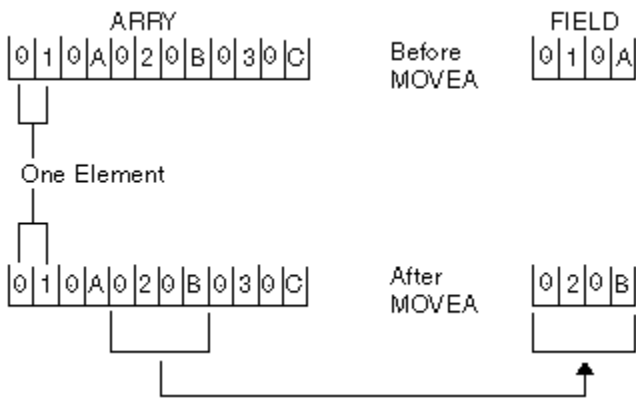 ARRY FIELD
0 1 0 A 0 2 0 B 0 3 0 C Before 0 1 0 A
MOVEA
One Element
0 1 0 A 0 2 0 B 0 3 0 C After 0 2 0 B
MOVEA